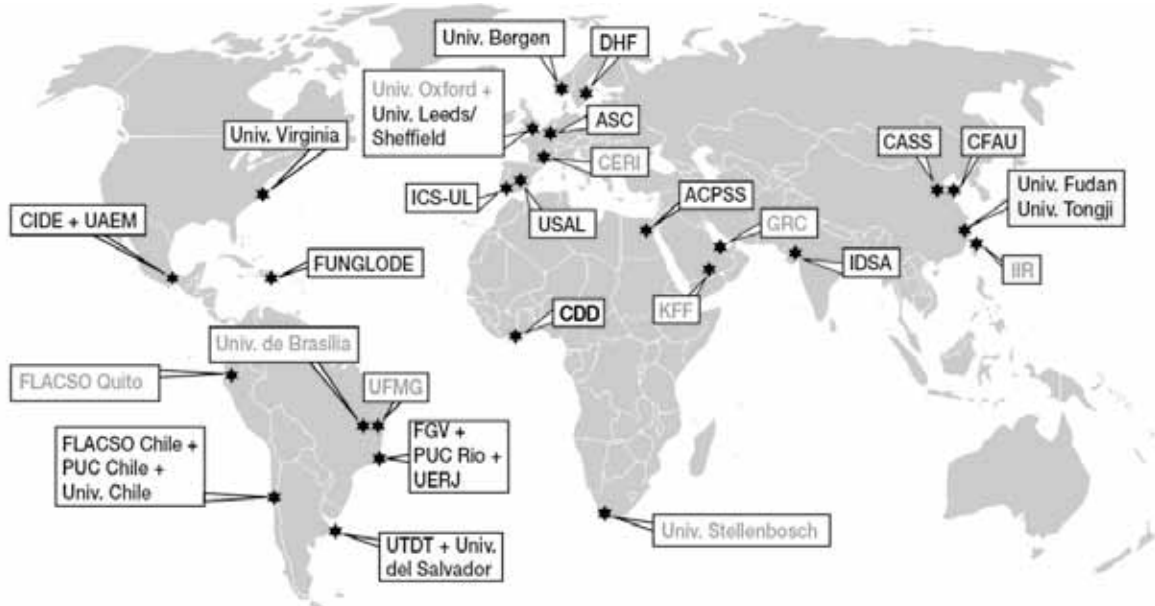 Univ. Bergen
DHF
Univ. Oxford +
Univ. Leeds/
Sheffield
ASC
CERI
Univ. Virginia
CASS
CFAU
ICS-UL
USAL
ACPSS
Univ. Fudan
Univ. Tongji
CIDE + UAEM
GRC
FUNGLODE
IDSA
IIR
KFF
CDD
Univ. de Brasília
FLACSO Quito
UFMG
FLACSO Chile +
PUC Chile +
Univ. Chile
FGV +
PUC Rio +
UERJ
Univ. Stellenbosch
UTDT + Univ.
del Salvador